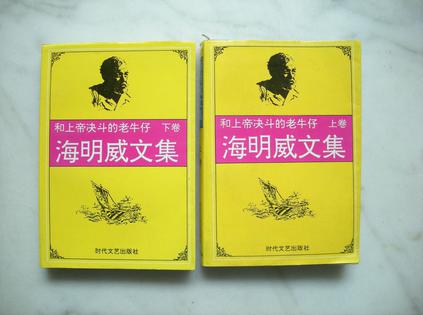 和上帝决斗的老牛仔 下卷
海明威文集
时代文艺出版社
和上帝决斗的老牛仔 上卷
海明威文集
时代文艺出版社